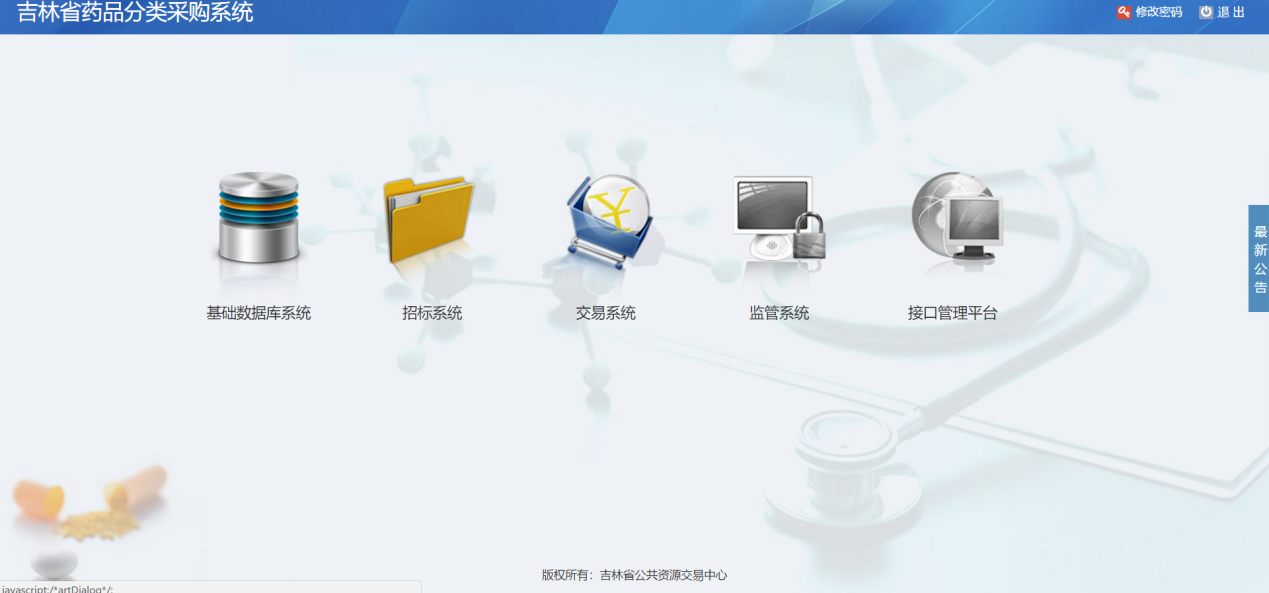 吉林省药品分类采购系统
修改密码
退 出
基础数据库系统
招标系统
交易系统
监管系统
接口管理平台
最新公告
版权所有：吉林省公共资源交易中心
javascript:/*artDialog*/;